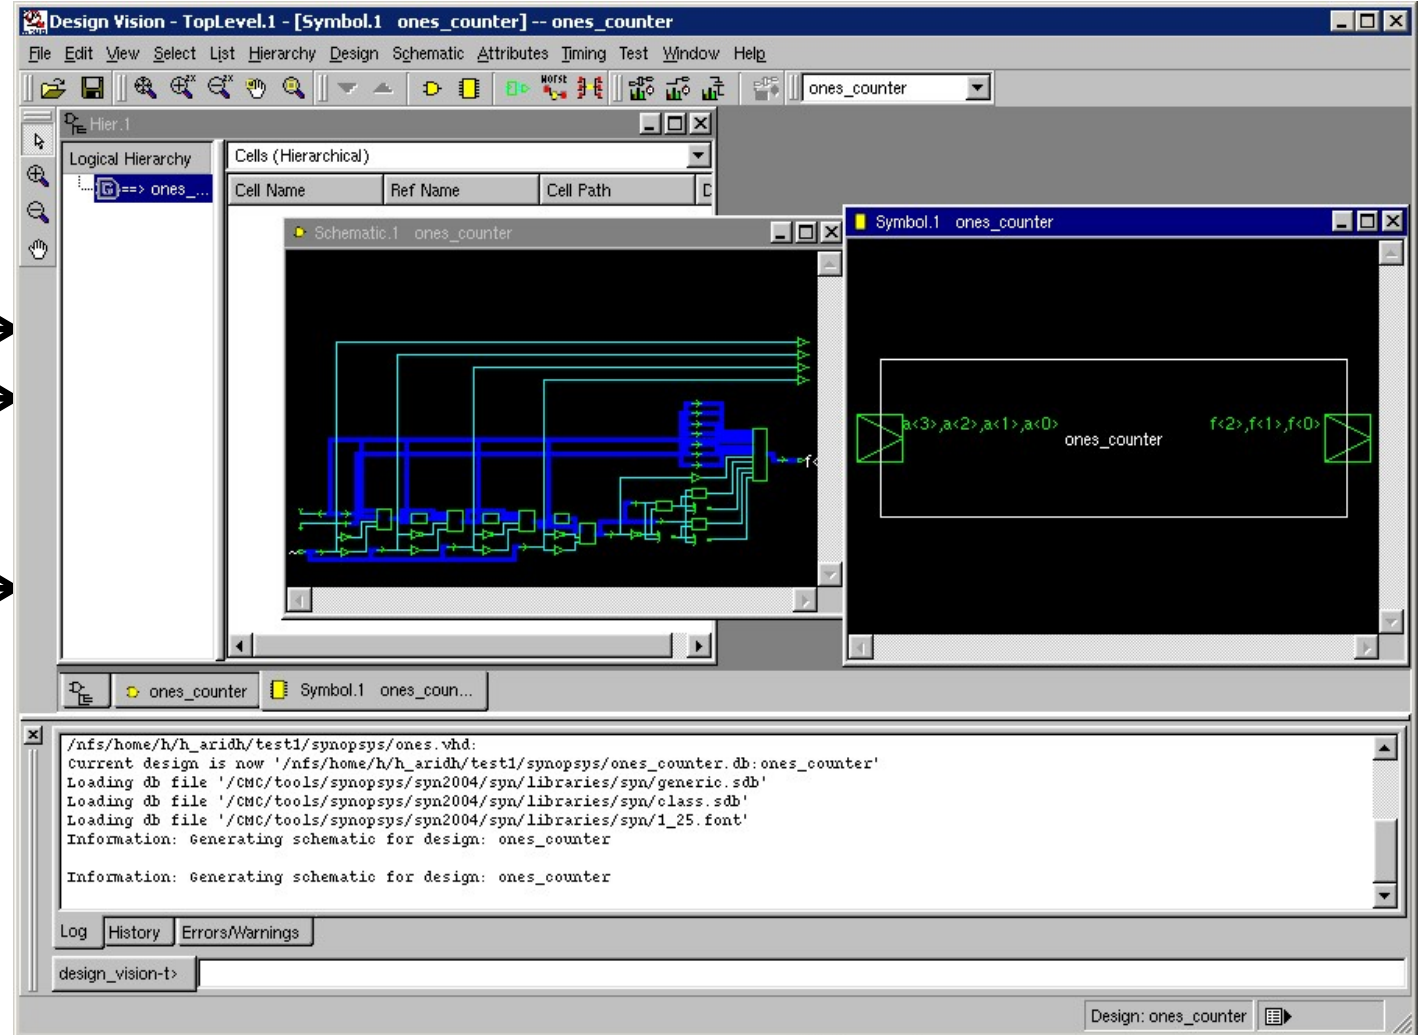 Design Vision - TopLevel.1 - [Symbol.1 ones_counter] -- ones_counter
File Edit View Select List Hierarchy Design Schematic Attributes Timing Test Window Help
2X 2X Worst ones_counter
Hier.1
Logical Hierarchy Cells (Hierarchical)
==> ones_... Cell Name Ref Name Cell Path D
Schematic.1 ones_counter
Symbol.1 ones_counter
a<3>,a<2>,a<1>,a<0> ones_counter f<2>,f<1>,f<0>
f<
ones_counter Symbol.1 ones_coun...
/nfs/home/h/h_aridh/test1/synopsys/ones.vhd:
Current design is now '/nfs/home/h/h_aridh/test1/synopsys/ones_counter.db:ones_counter'
Loading db file '/CMC/tools/synopsys/syn2004/syn/libraries/syn/generic.sdb'
Loading db file '/CMC/tools/synopsys/syn2004/syn/libraries/syn/class.sdb'
Loading db file '/CMC/tools/synopsys/syn2004/syn/libraries/syn/1_25.font'
Information: Generating schematic for design: ones_counter
Information: Generating schematic for design: ones_counter
Log History Errors/Warnings
design_vision-t>
Design: ones_counter